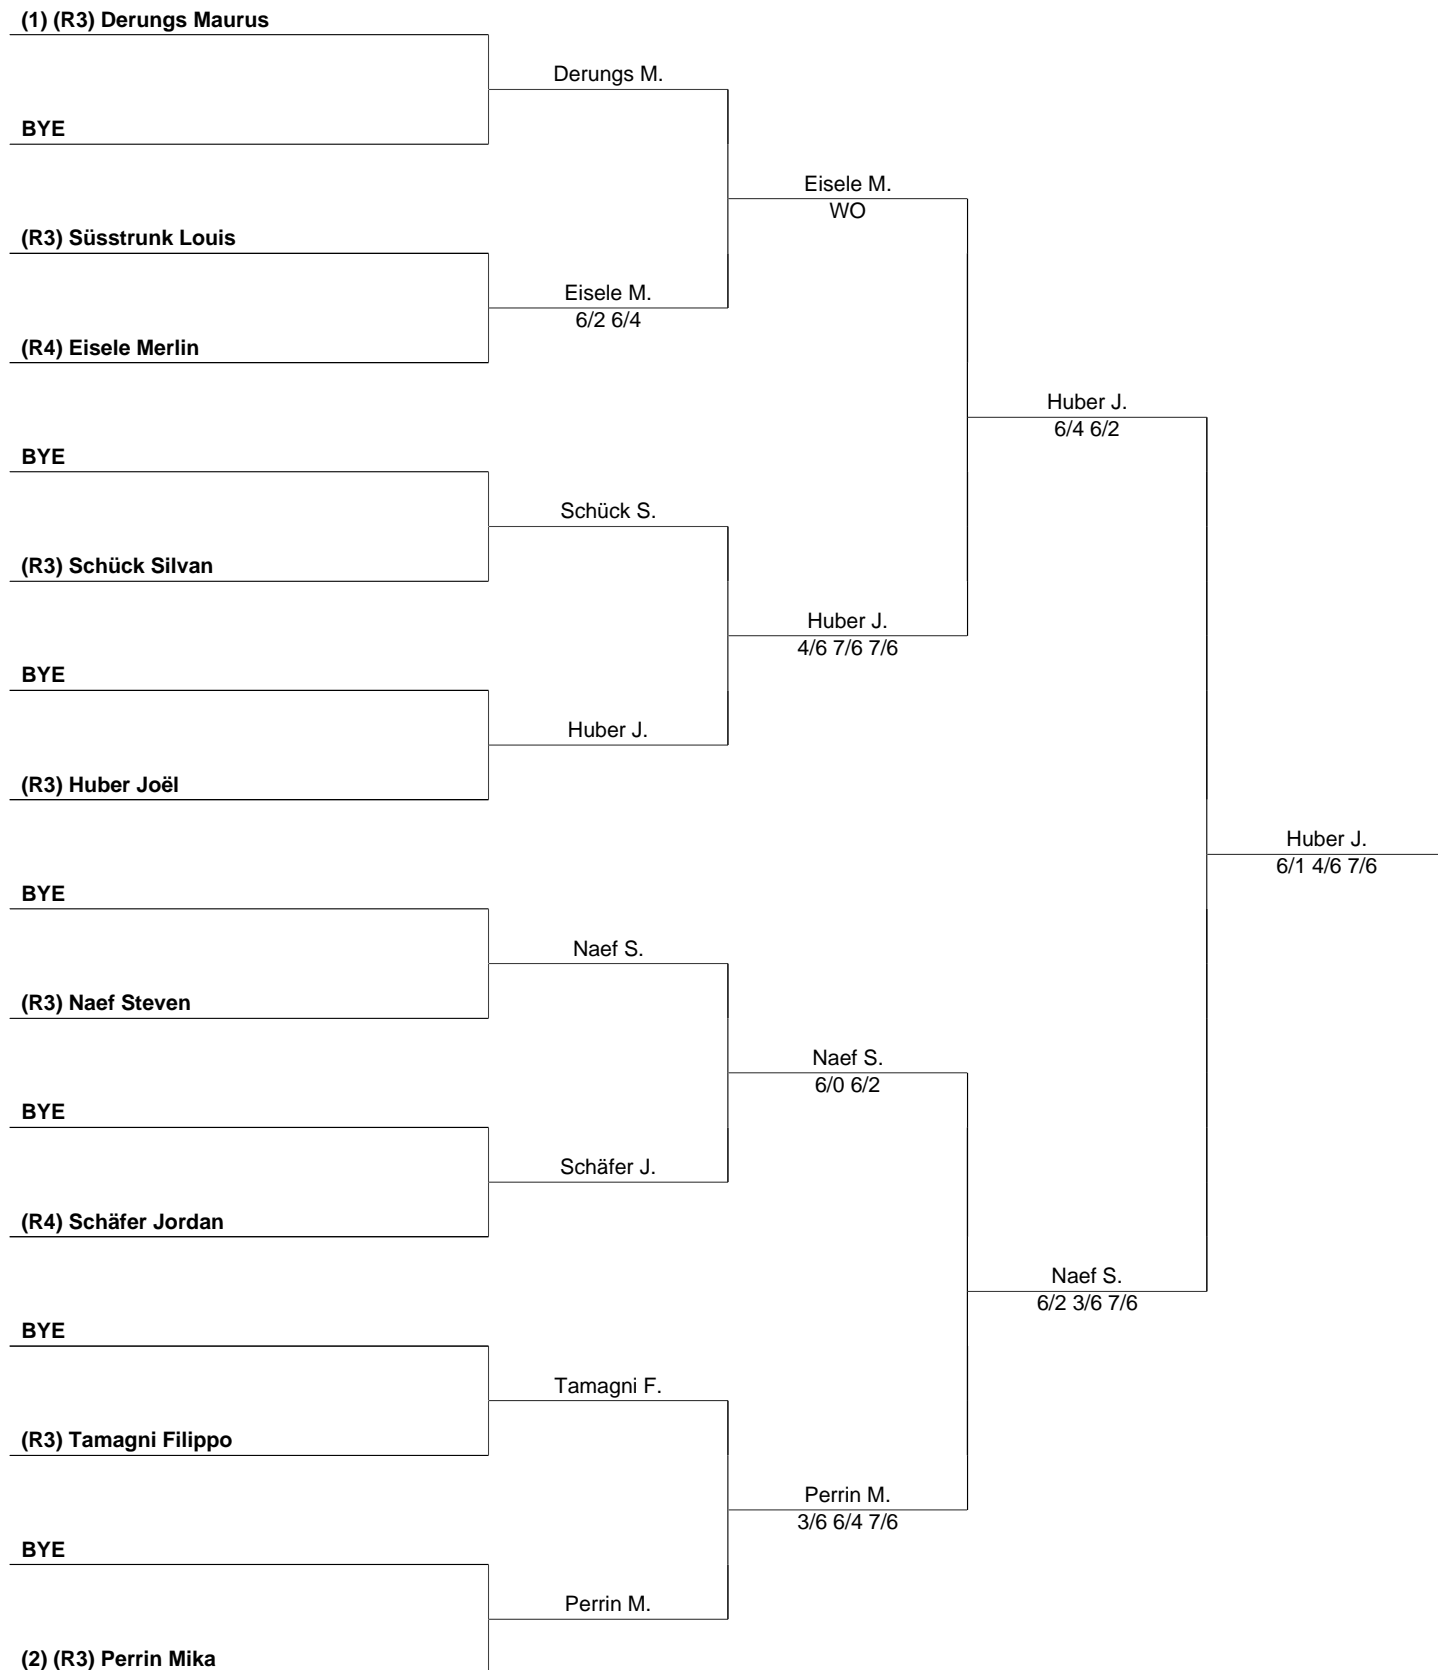 (1) (R3) Derungs Maurus
Derungs M.
BYE
Eisele M.
WO
(R3) Süsstrunk Louis
Eisele M.
6/2 6/4
(R4) Eisele Merlin
Huber J.
6/4 6/2
BYE
Schück S.
(R3) Schück Silvan
Huber J.
4/6 7/6 7/6
BYE
Huber J.
(R3) Huber Joël
Huber J.
6/1 4/6 7/6
BYE
Naef S.
(R3) Naef Steven
Naef S.
6/0 6/2
BYE
Schäfer J.
(R4) Schäfer Jordan
Naef S.
6/2 3/6 7/6
BYE
Tamagni F.
(R3) Tamagni Filippo
Perrin M.
3/6 6/4 7/6
BYE
Perrin M.
(2) (R3) Perrin Mika